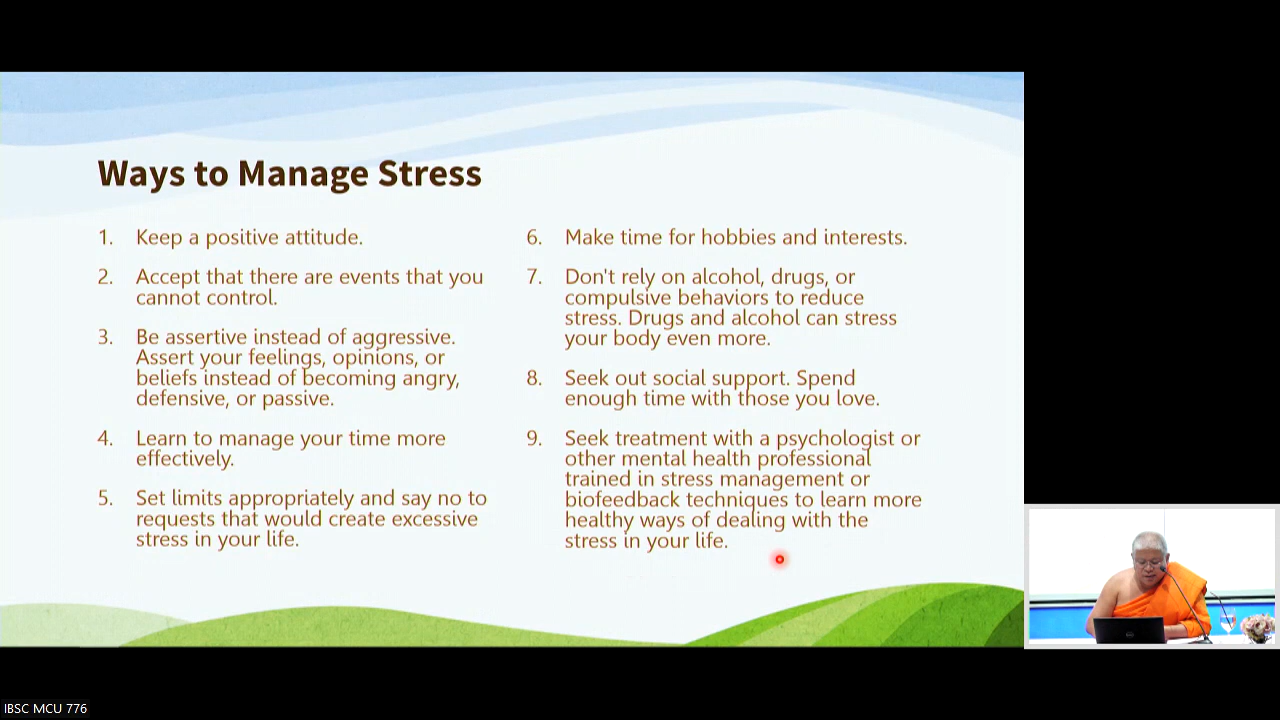 Ways to Manage Stress
1. Keep a positive attitude.
2. Accept that there are events that you
cannot control.
3. Be assertive instead of aggressive.
Assert your feelings, opinions, or
beliefs instead of becoming angry,
defensive, or passive.
4. Learn to manage your time more
effectively.
5. Set limits appropriately and say no to
requests that would create excessive
stress in your life.
6. Make time for hobbies and interests.
7. Don't rely on alcohol, drugs, or
compulsive behaviors to reduce
stress. Drugs and alcohol can stress
your body even more.
8. Seek out social support. Spend
enough time with those you love.
9. Seek treatment with a psychologist or
other mental health professional
trained in stress management or
biofeedback techniques to learn more
healthy ways of dealing with the
stress in your life.
IBSC MCU 776